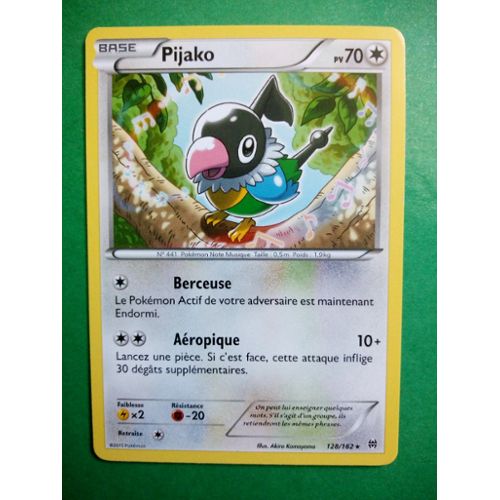 BASE Pijako PV 70
N° 441 Pokémon Note Musique Taille : 0,5 m Poids : 1,9 kg
Berceuse
Le Pokémon Actif de votre adversaire est maintenant
Endormi.
Aéropique 10+
Lancez une pièce. Si c'est face, cette attaque inflige
30 dégâts supplémentaires.
Faiblesse Résistance
×2 -20
Retraite
On peut lui enseigner quelques
mots. S'il s'agit d'un groupe, ils
retiendront les mêmes phrases.
©2015 Pokémon Illus. Akira Komayama 128/162